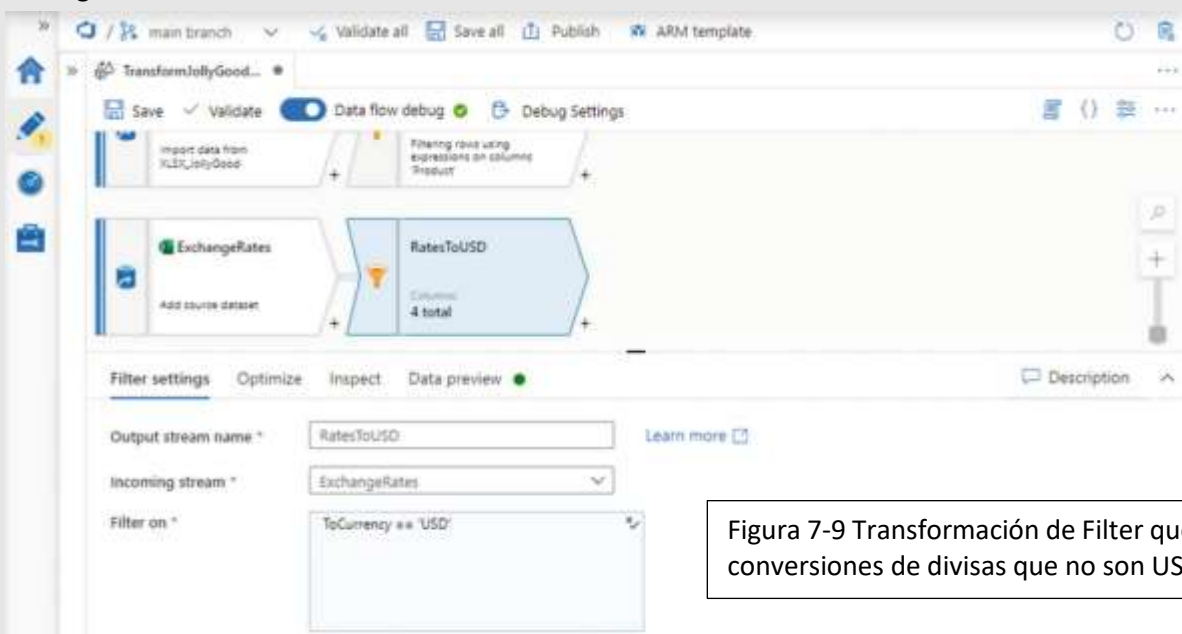 main branch Validate all Save all Publish ARM template
TransformJollyGood...
Save Validate Data flow debug Debug Settings
Import data from
XLSX_JollyGood
Filtering rows using
expressions on columns
'Product'
ExchangeRates
Add source dataset
RatesToUSD
Columns:
4 total
Filter settings Optimize Inspect Data preview Description
Output stream name * RatesToUSD Learn more
Incoming stream * ExchangeRates
Filter on * ToCurrency == 'USD'
Figura 7-9 Transformación de Filter qu
conversiones de divisas que no son US